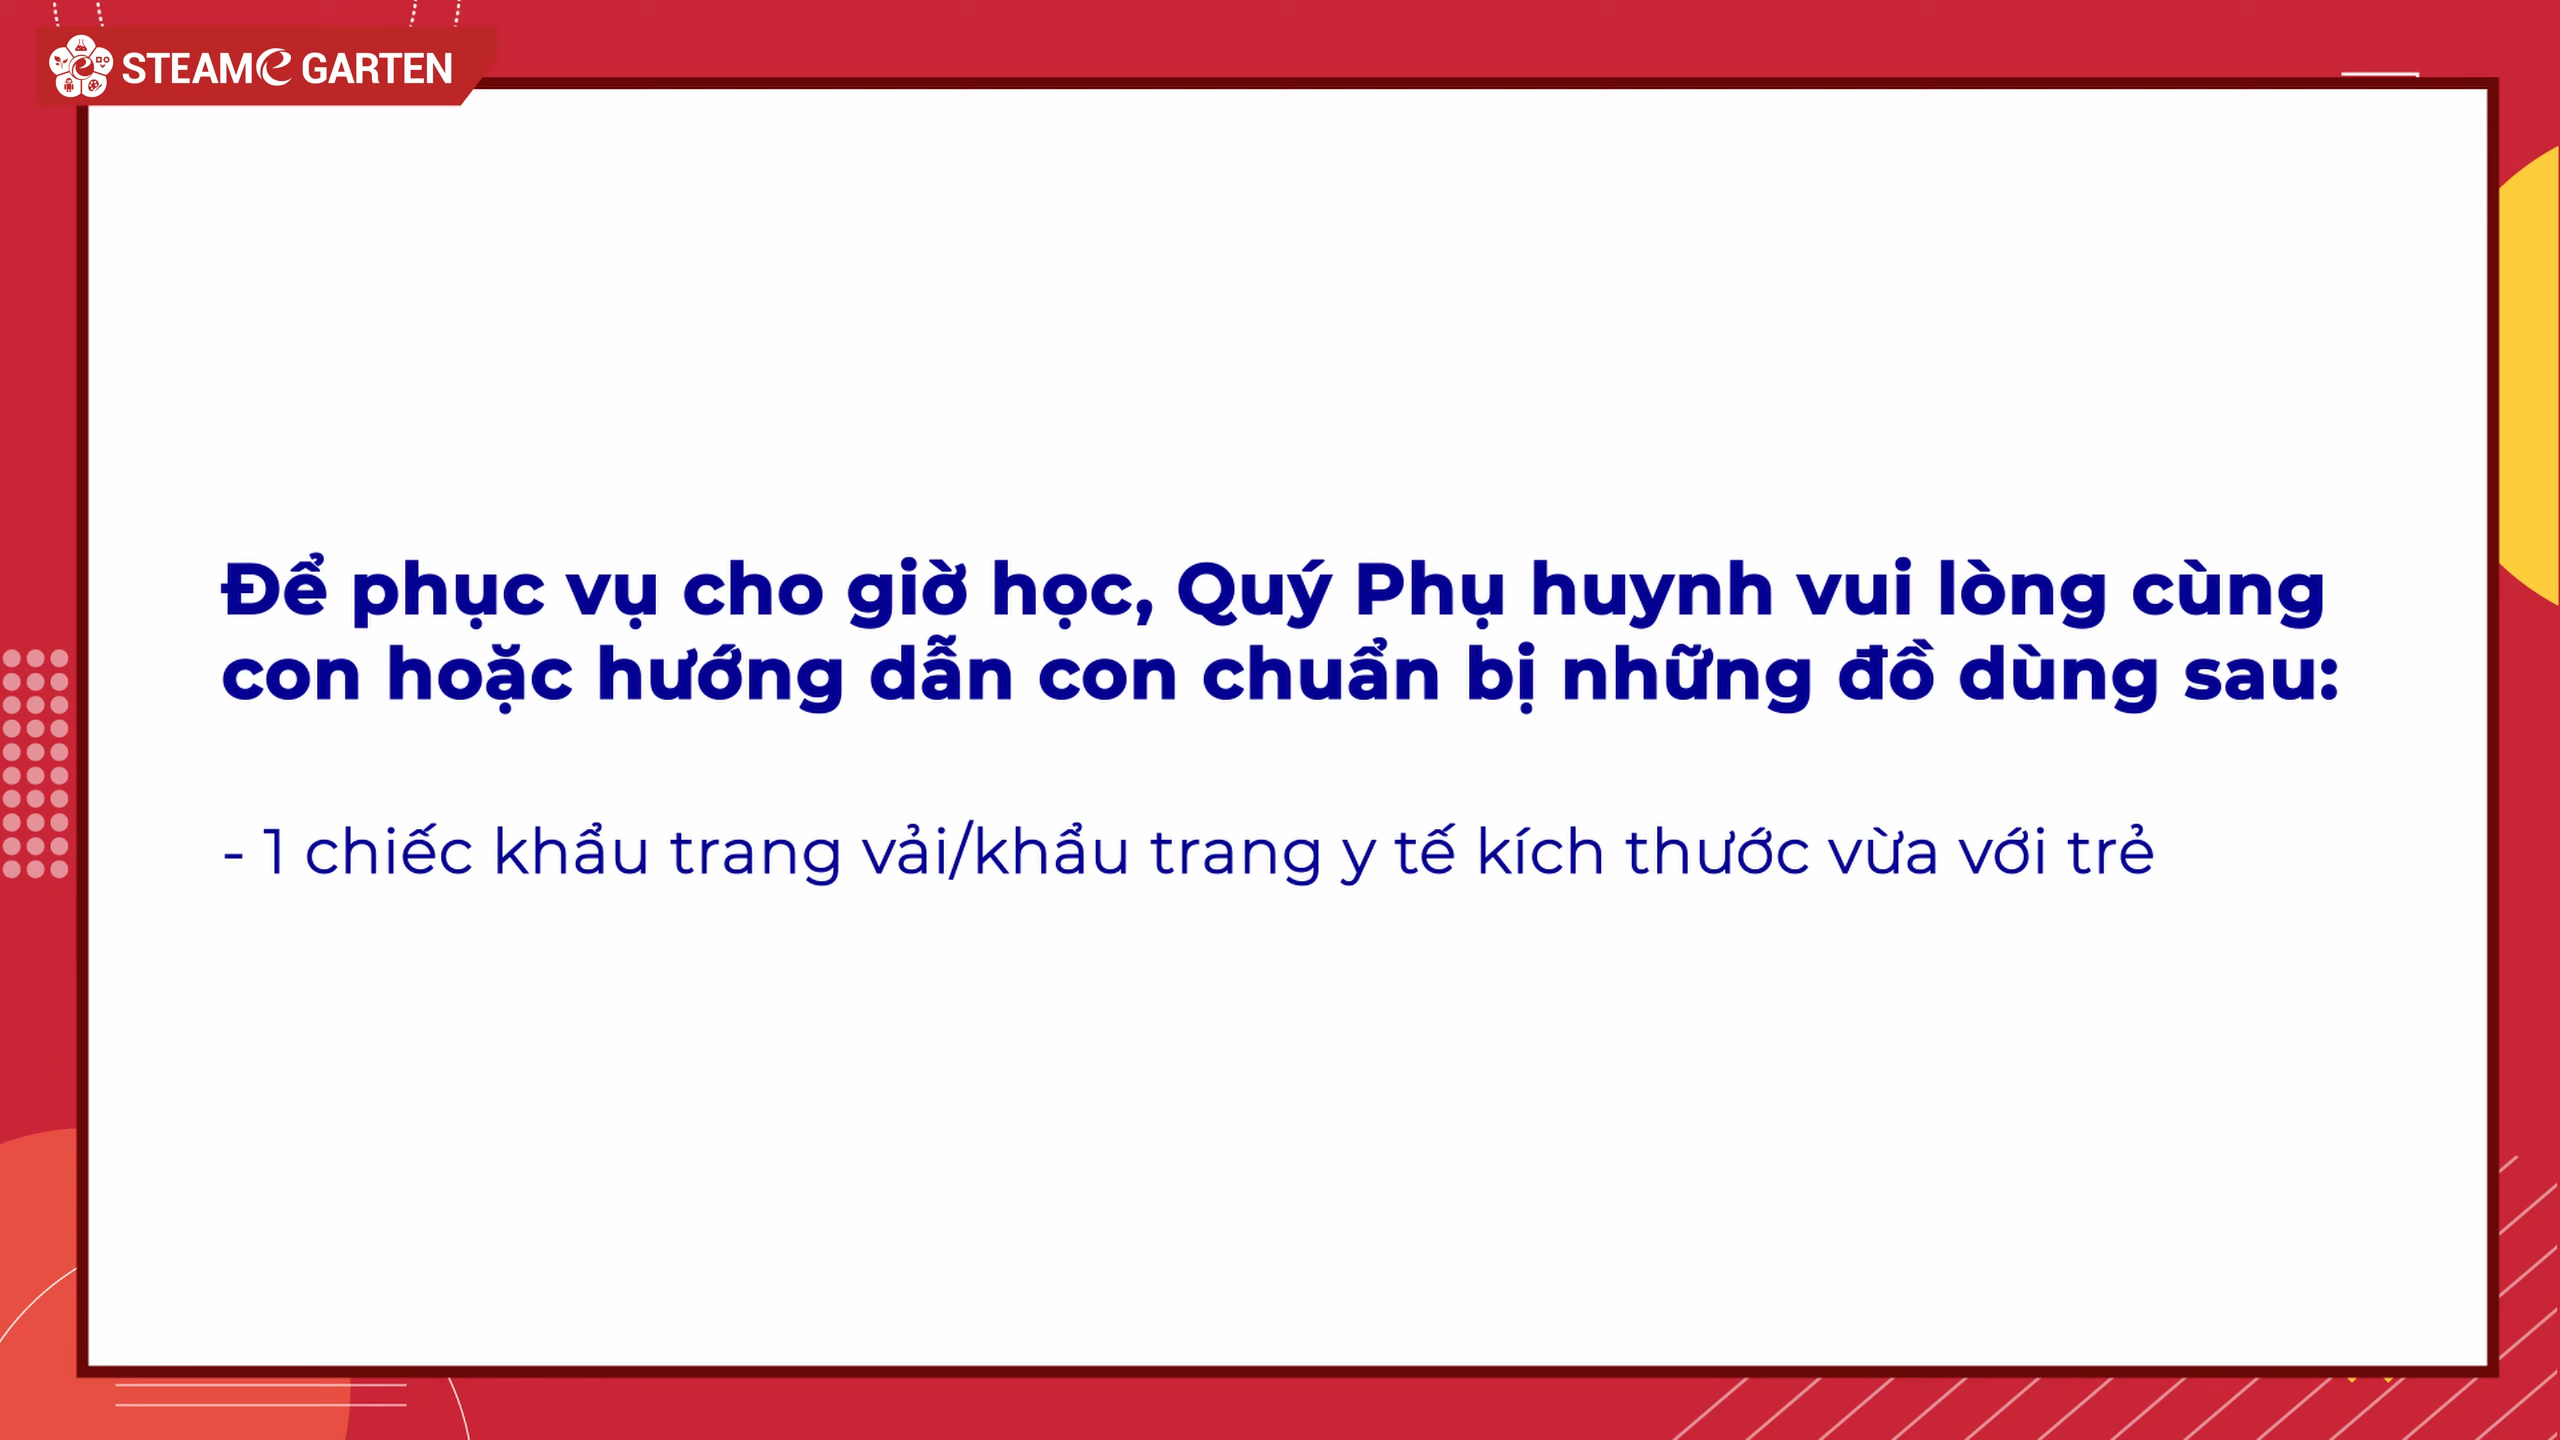 STEAMe GARTEN
Để phục vụ cho giờ học, Quý Phụ huynh vui lòng cùng
con hoặc hướng dẫn con chuẩn bị những đồ dùng sau:
- 1 chiếc khẩu trang vải/khẩu trang y tế kích thước vừa với trẻ